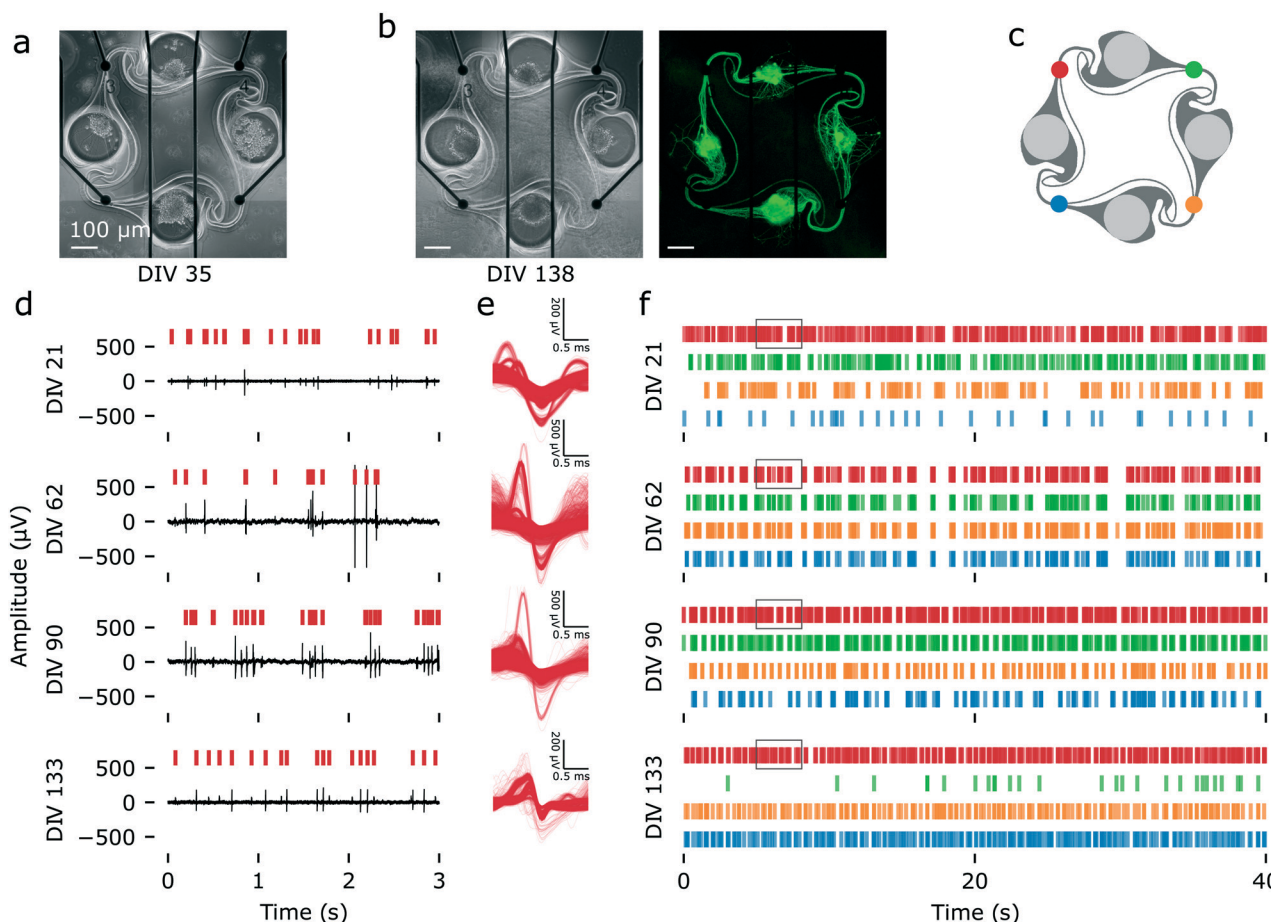 a
b
c
3
4
3
4
100 µm
DIV 35
DIV 138
d
e
f
DIV 21
500
0
−500
200 µV
0.5 ms
DIV 21
DIV 62
500
0
−500
500 µV
0.5 ms
DIV 62
Amplitude (µV)
DIV 90
500
0
−500
500 µV
0.5 ms
DIV 90
DIV 133
500
0
−500
200 µV
0.5 ms
DIV 133
0 1 2 3
0 20 40
Time (s)
Time (s)